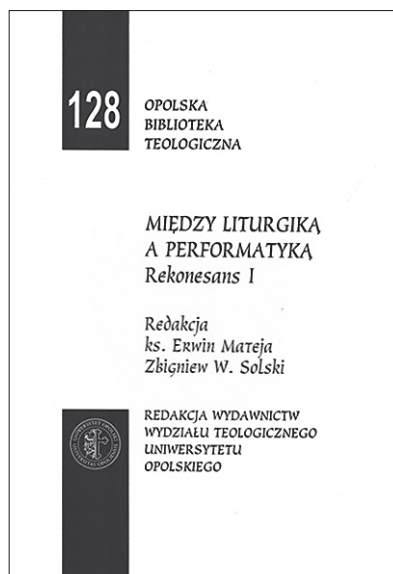 128
OPOLSKA
BIBLIOTEKA
TEOLOGICZNA
MIĘDZY LITURGIKĄ
A PERFORMATYKĄ
Rekonesans I
Redakcja
ks. Erwin Mateja
Zbigniew W. Solski
REDAKCJA WYDAWNICTW
WYDZIAŁU TEOLOGICZNEGO
UNIWERSYTETU
OPOLSKIEGO